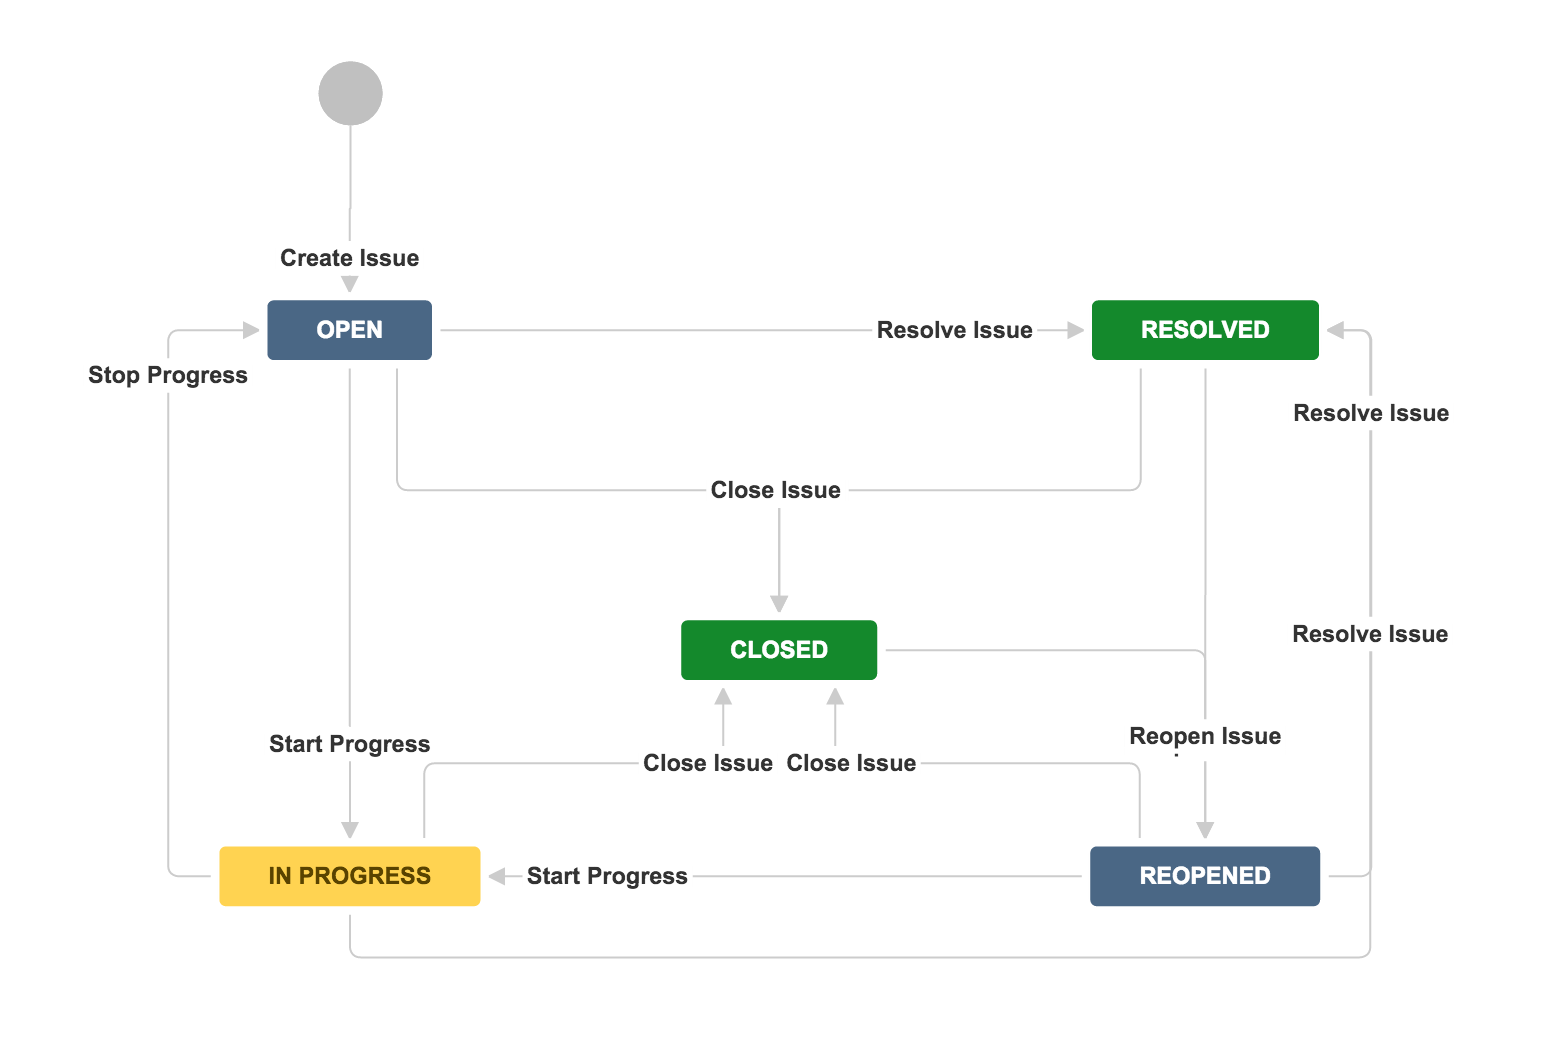 Create Issue
OPEN
Resolve Issue
RESOLVED
Stop Progress
Resolve Issue
Close Issue
Resolve Issue
CLOSED
Reopen Issue
Start Progress
Close Issue
Close Issue
IN PROGRESS
Start Progress
REOPENED